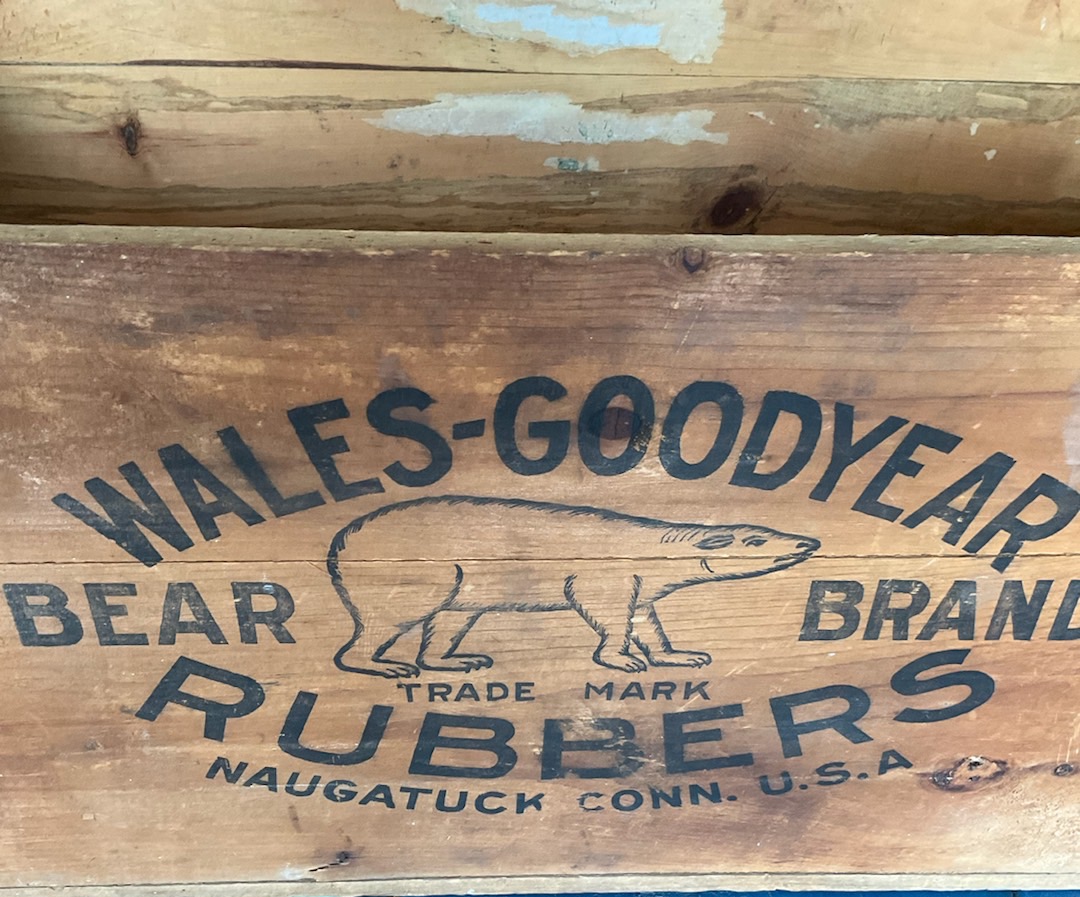 WALES-GOODYEAR
BEAR BRAND
TRADE MARK
RUBBERS
NAUGATUCK CONN. U.S.A